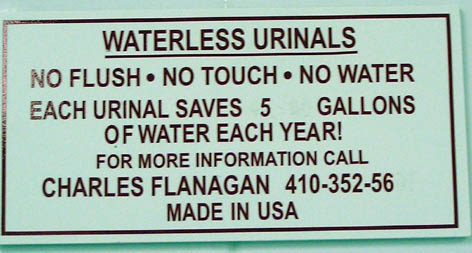 WATERLESS URINALS
NO FLUSH • NO TOUCH • NO WATER
EACH URINAL SAVES 5 GALLONS
OF WATER EACH YEAR!
FOR MORE INFORMATION CALL
CHARLES FLANAGAN 410-352-56
MADE IN USA